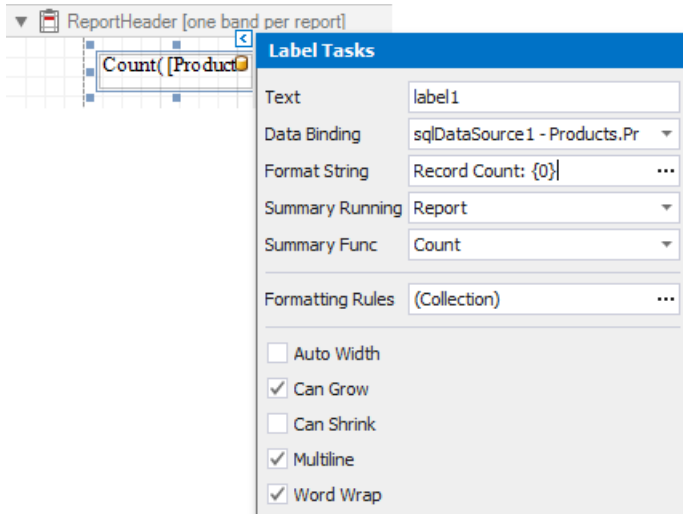 ReportHeader [one band per report]
Count([Product
Label Tasks
Text label1
Data Binding sqlDataSource1 - Products.Pr
Format String Record Count: {0} ...
Summary Running Report
Summary Func Count
Formatting Rules (Collection) ...
Auto Width
Can Grow
Can Shrink
Multiline
Word Wrap